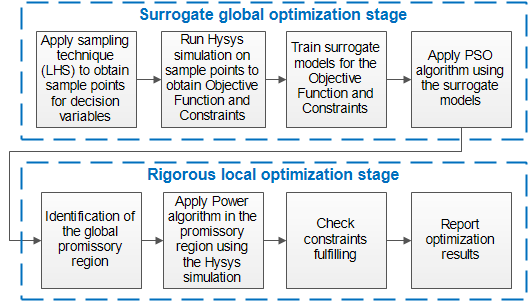 Surrogate global optimization stage
Apply sampling
technique
(LHS) to obtain
sample points
for decision
variables
Run Hysys
simulation on
sample points to
obtain Objective
Function and
Constraints
Train surrogate
models for the
Objective
Function and
Constraints
Apply PSO
algorithm using
the surrogate
models
Rigorous local optimization stage
Identification of
the global
promissory
region
Apply Power
algorithm in the
promissory
region using
the Hysys
simulation
Check
constraints
fulfilling
Report
optimization
results